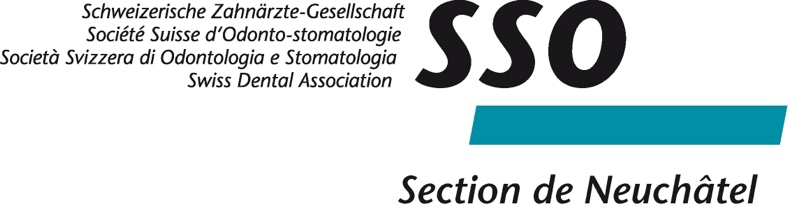 Schweizerische Zahnärzte-Gesellschaft
Société Suisse d'Odonto-stomatologie
Società Svizzera di Odontologia e Stomatologia
Swiss Dental Association
SSO
Section de Neuchâtel